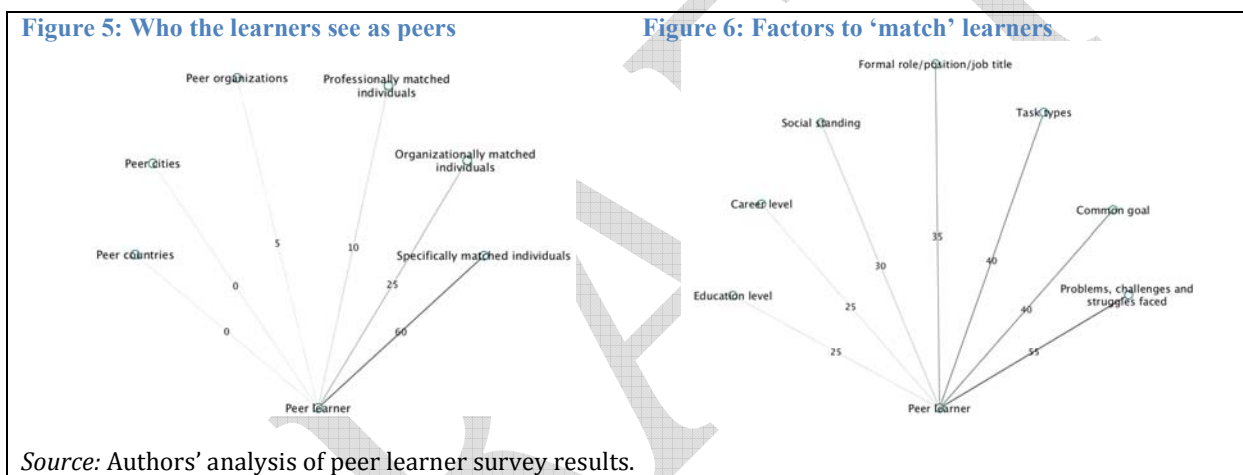 Figure 5: Who the learners see as peers
Peer organizations
Professionally matched
individuals
Peer cities
Organizationally matched
individuals
Peer countries
Specifically matched individuals
5
10
0
25
0
60
Peer learner
Figure 6: Factors to ‘match’ learners
Formal role/position/job title
Social standing
Task types
Career level
Common goal
Education level
Problems, challenges and
struggles faced
35
30
40
25
40
25
55
Peer learner
Source: Authors’ analysis of peer learner survey results.